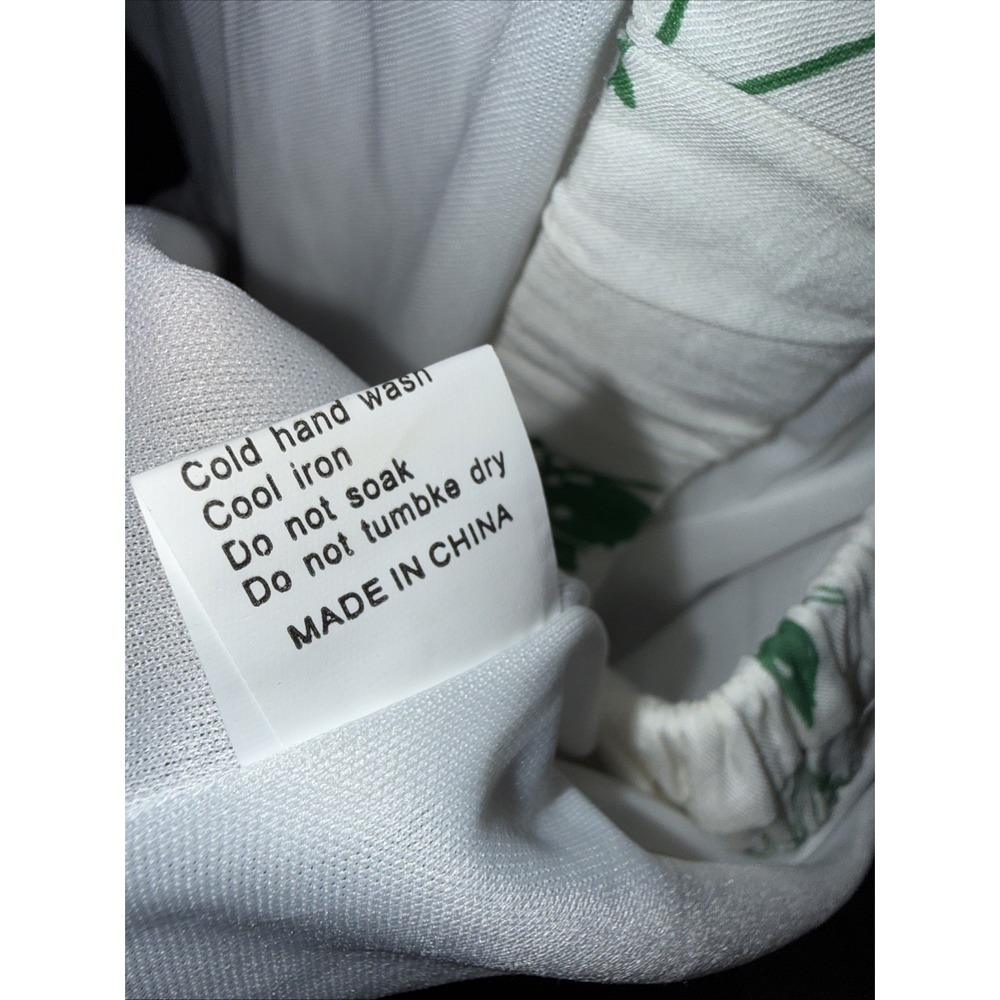 Cold hand wash
Cool iron
Do not soak
Do not tumbke dry
MADE IN CHINA